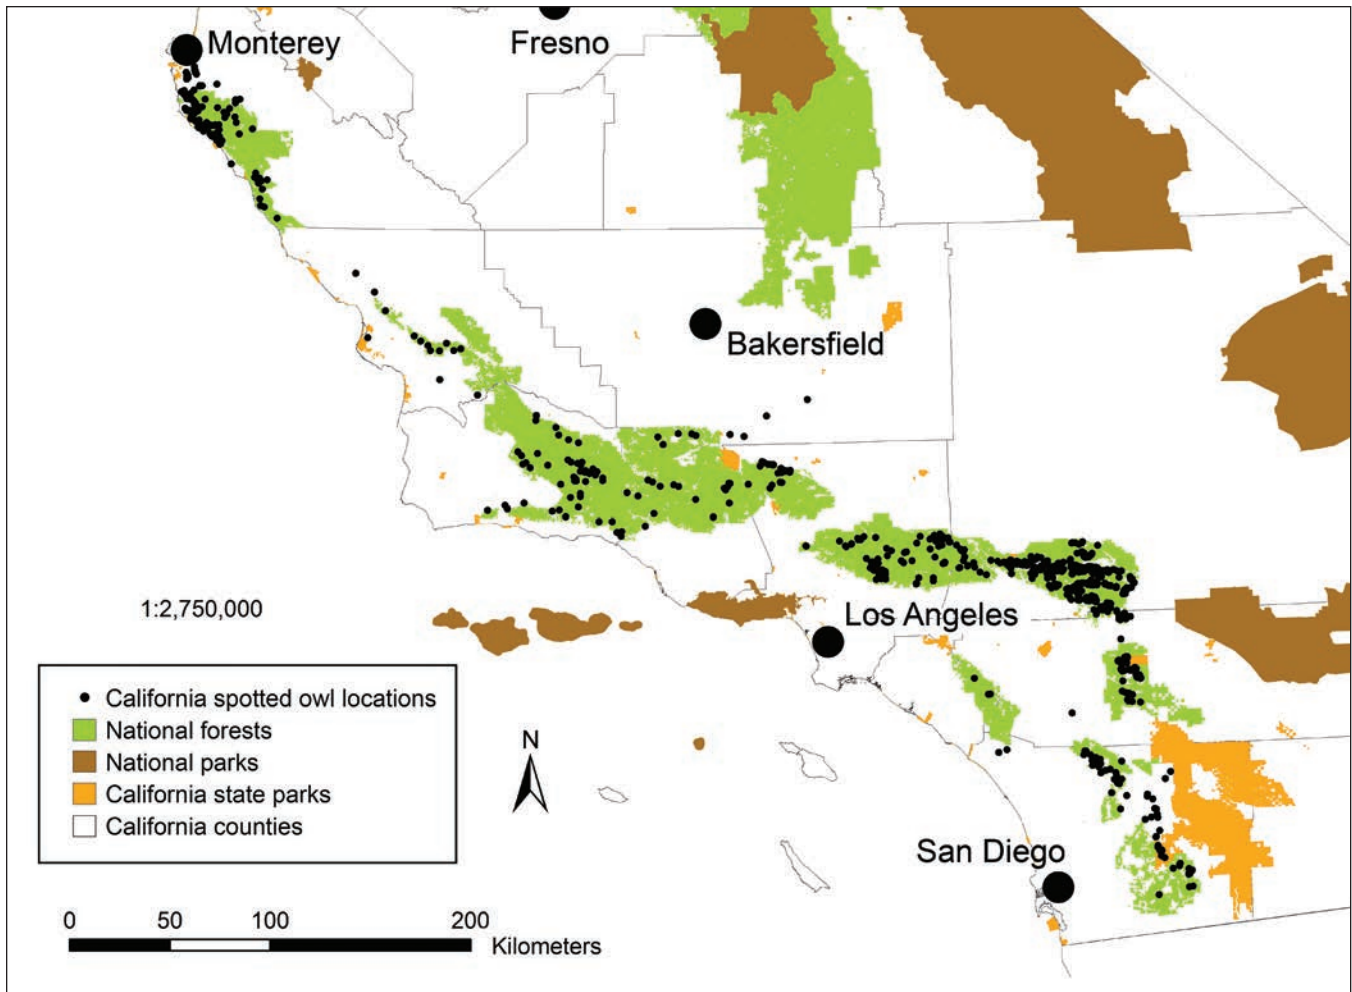 Monterey
Fresno
Bakersfield
1:2,750,000
Los Angeles
California spotted owl locations
National forests
National parks
California state parks
California counties
N
San Diego
0 50 100 200
Kilometers